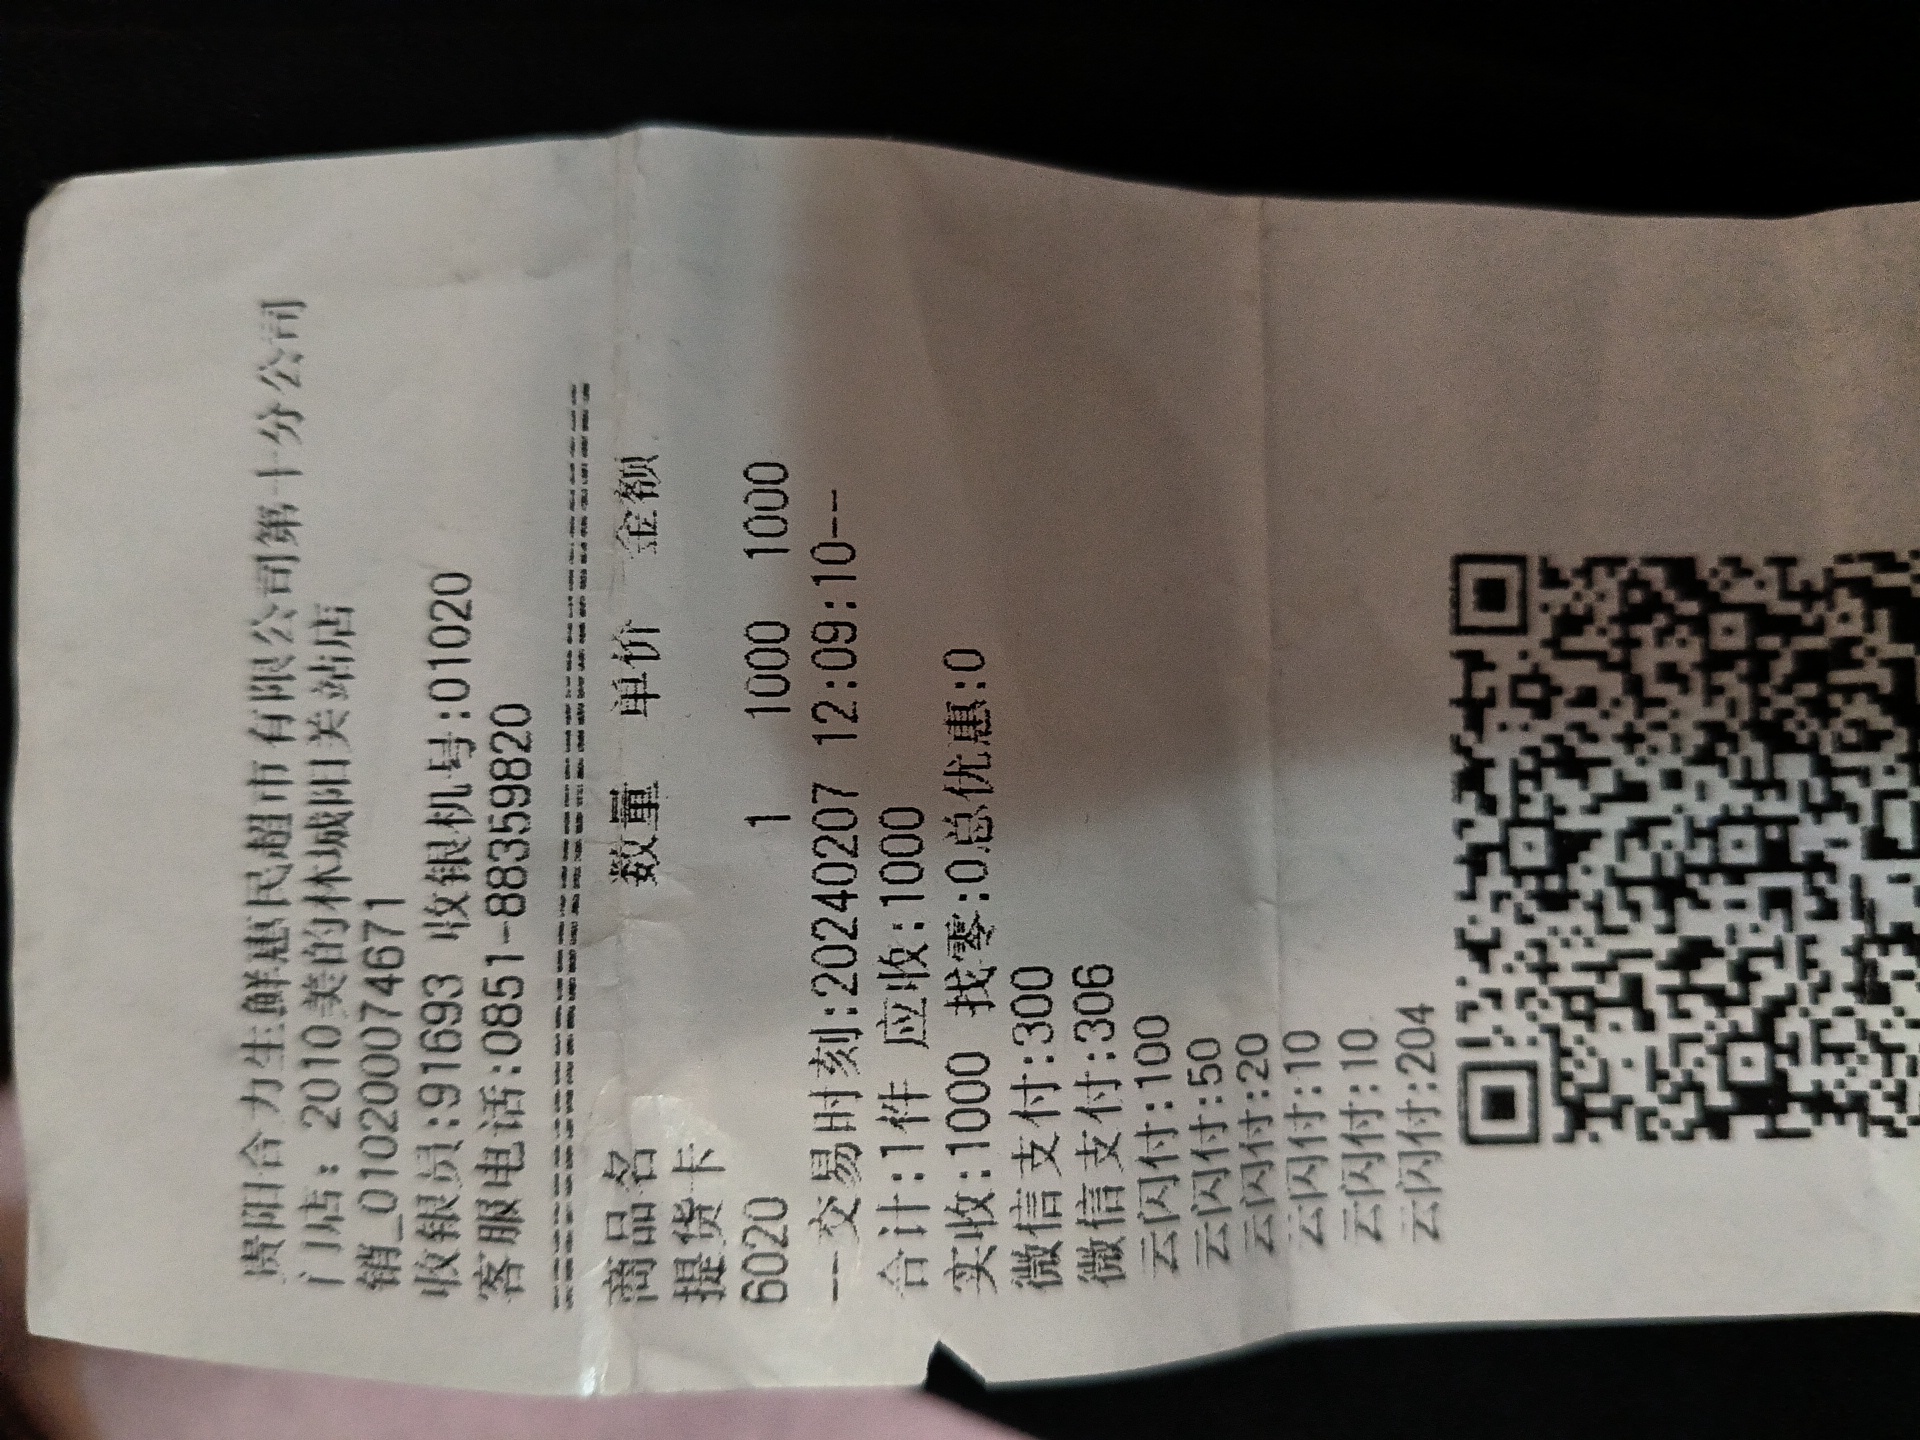 贵阳合力生鲜惠民超市有限公司第十分公司
门店: 2010美的林城阳关站店
销_010200074671
收银员:91693 收银机号:01020
客服电话:0851-88359820
商品名 数量 单价 金额
提货卡
6020 1 1000 1000
--交易时刻:20240207 12:09:10--
合计:1件 应收:1000
实收:1000 找零:0总优惠:0
微信支付:300
微信支付:306
云闪付:100
云闪付:50
云闪付:20
云闪付:10
云闪付:10
云闪付:204